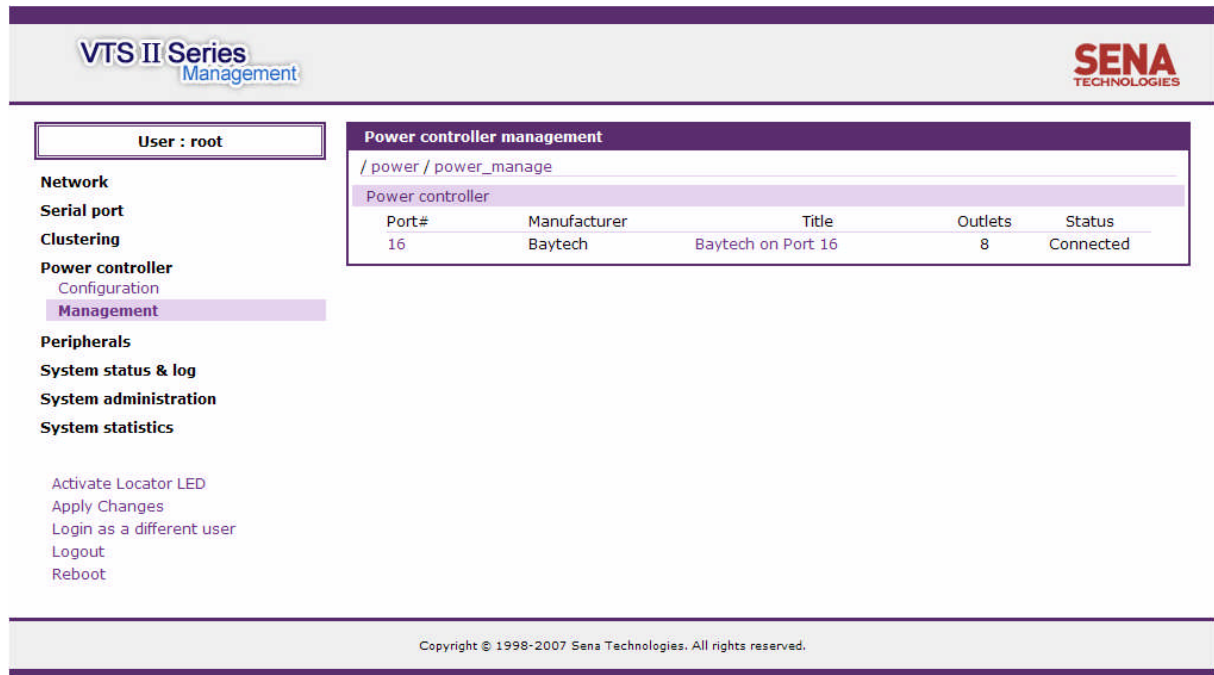 VTS II Series
Management
SENA
TECHNOLOGIES
User : root
Network
Serial port
Clustering
Power controller
Configuration
Management
Peripherals
System status & log
System administration
System statistics
Activate Locator LED
Apply Changes
Login as a different user
Logout
Reboot
Power controller management
/ power / power_manage
Power controller
Port# Manufacturer Title Outlets Status
16 Baytech Baytech on Port 16 8 Connected
Copyright © 1998-2007 Sena Technologies. All rights reserved.